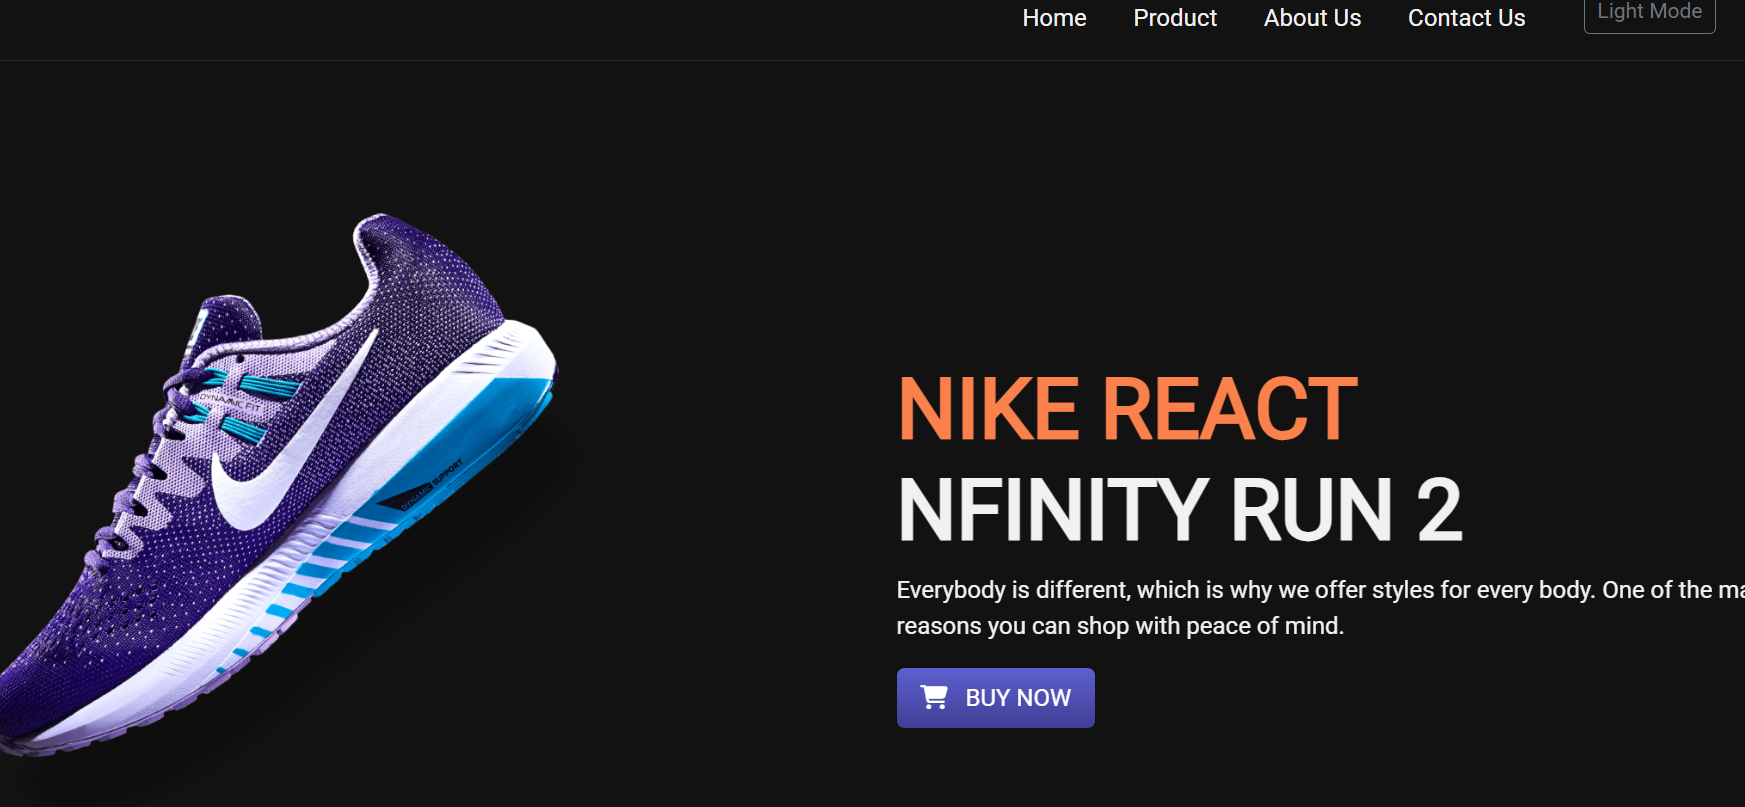 Home Product About Us Contact Us Light Mode
NIKE REACT
NFINITY RUN 2
Everybody is different, which is why we offer styles for every body. One of the ma
reasons you can shop with peace of mind.
BUY NOW
DYNAMIC FIT
DYNAMIC SUPPORT